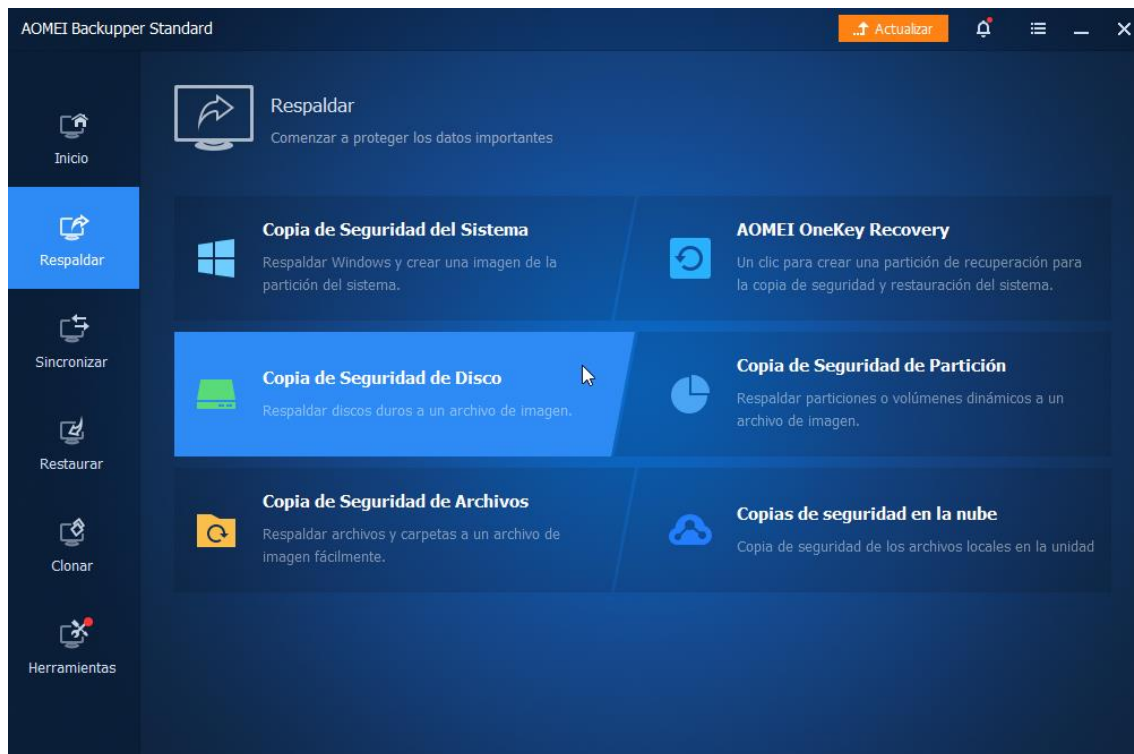 AOMEI Backupper Standard
Actualizar
Inicio
Respaldar
Sincronizar
Restaurar
Clonar
Herramientas
Respaldar
Comenzar a proteger los datos importantes
Copia de Seguridad del Sistema
Respaldar Windows y crear una imagen de la
partición del sistema.
AOMEI OneKey Recovery
Un clic para crear una partición de recuperación para
la copia de seguridad y restauración del sistema.
Copia de Seguridad de Disco
Respaldar discos duros a un archivo de imagen.
Copia de Seguridad de Partición
Respaldar particiones o volúmenes dinámicos a un
archivo de imagen.
Copia de Seguridad de Archivos
Respaldar archivos y carpetas a un archivo de
imagen fácilmente.
Copias de seguridad en la nube
Copia de seguridad de los archivos locales en la unidad